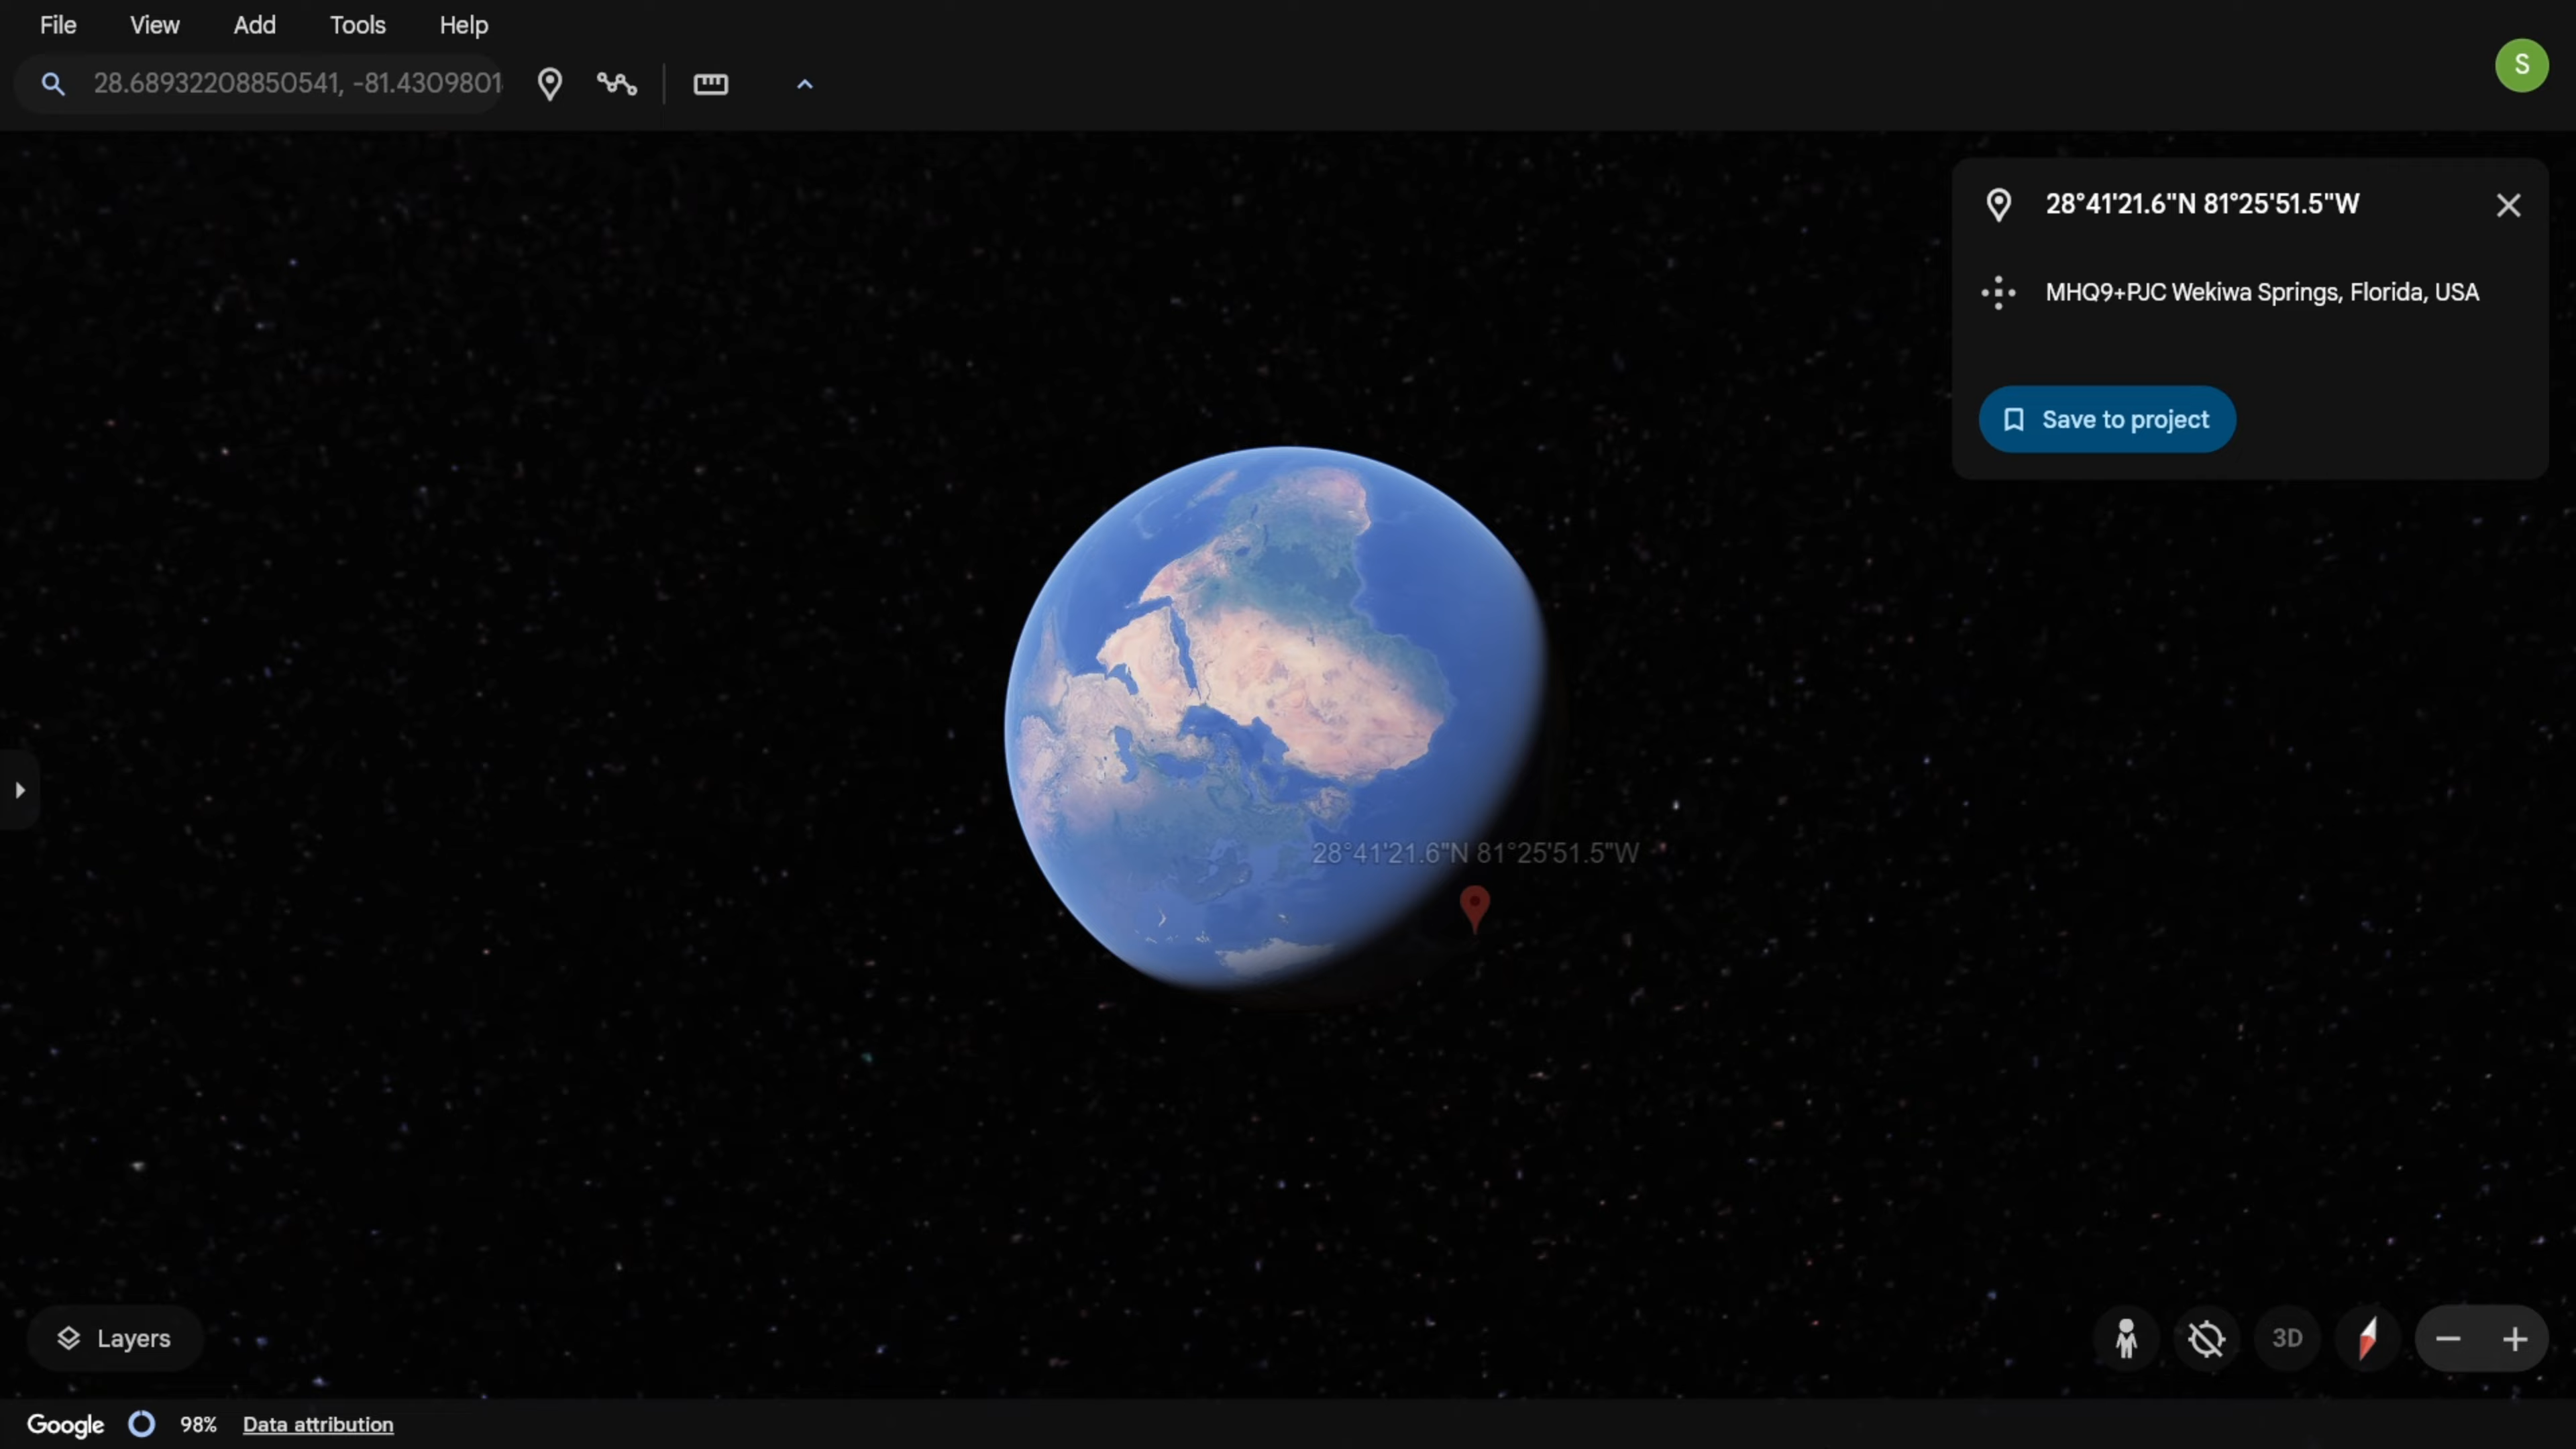 File View Add Tools Help
28.68932208850541, -81.4309801
S
28°41'21.6"N 81°25'51.5"W
MHQ9+PJC Wekiwa Springs, Florida, USA
Save to project
28°41'21.6"N 81°25'51.5"W
Layers
3D
Google 98% Data attribution